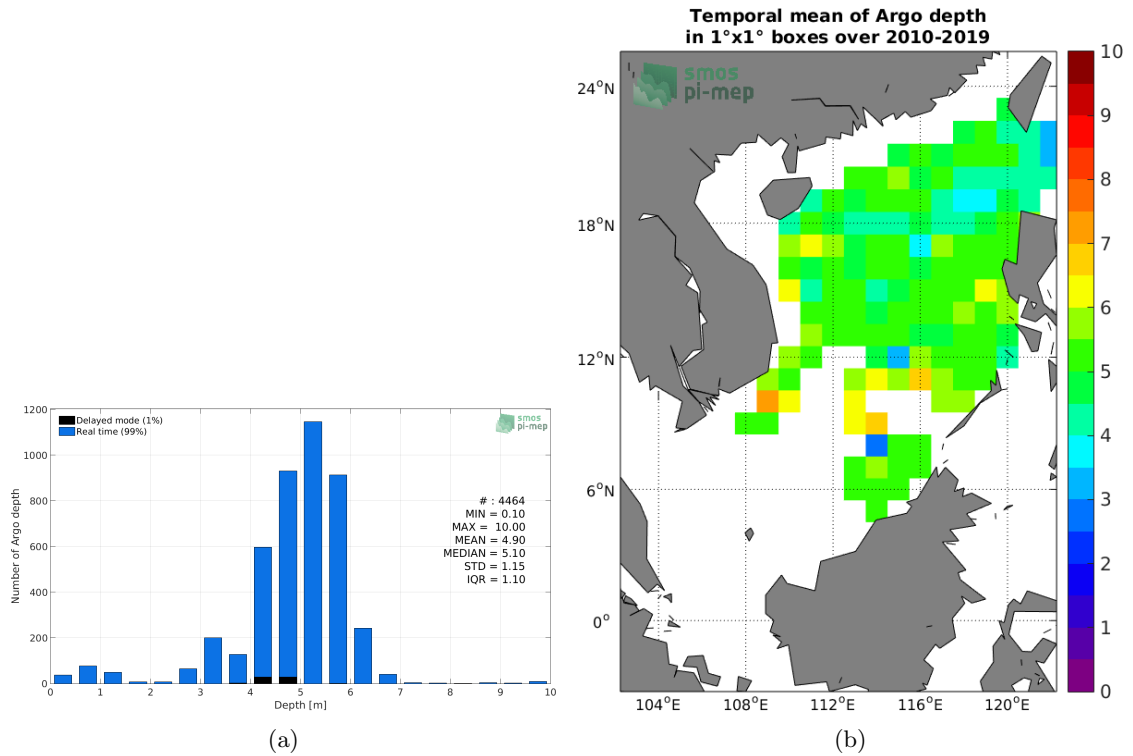 Temporal mean of Argo depth
in 1°x1° boxes over 2010-2019
smos
pi-mep
24°N
18°N
12°N
6°N
0°
104°E
108°E
112°E
116°E
120°E
10
9
8
7
6
5
4
3
2
1
0
(b)
1200
1000
800
600
400
200
0
Number of Argo depth
Delayed mode (1%)
Real time (99%)
smos
pi-mep
# : 4464
MIN = 0.10
MAX = 10.00
MEAN = 4.90
MEDIAN = 5.10
STD = 1.15
IQR = 1.10
0 1 2 3 4 5 6 7 8 9 10
Depth [m]
(a)